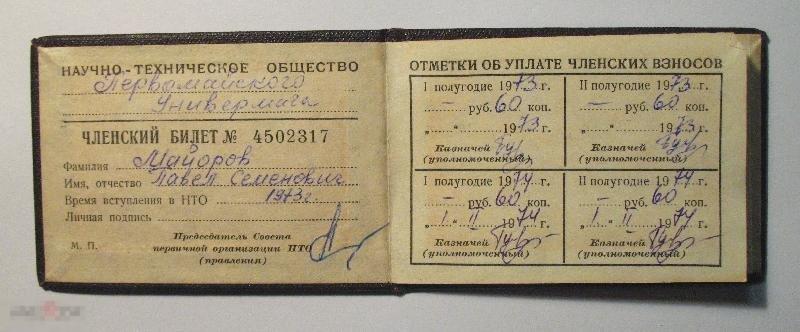 НАУЧНО-ТЕХНИЧЕСКОЕ ОБЩЕСТВО
Первомайского
Универмага
ЧЛЕНСКИЙ БИЛЕТ № 4502317
Фамилия Майоров
Имя, отчество Павел Семенович
Время вступления в НТО 1973 г.
Личная подпись
М. П. Председатель Совета
первичной организации НТО
(правления)
ОТМЕТКИ ОБ УПЛАТЕ ЧЛЕНСКИХ ВЗНОСОВ
I полугодие 1973 г.
— руб. 60 коп.
„ “ 1973 г.
Казначей
(уполномоченный)
II полугодие 1973 г.
— руб. 60 коп.
„ “ 1973 г.
Казначей
(уполномоченный)
I полугодие 1974 г.
— руб. 60 коп.
„ I “ II 1974 г.
Казначей
(уполномоченный)
II полугодие 1974 г.
— руб. 60 коп.
„ I “ II 1974 г.
Казначей
(уполномоченный)